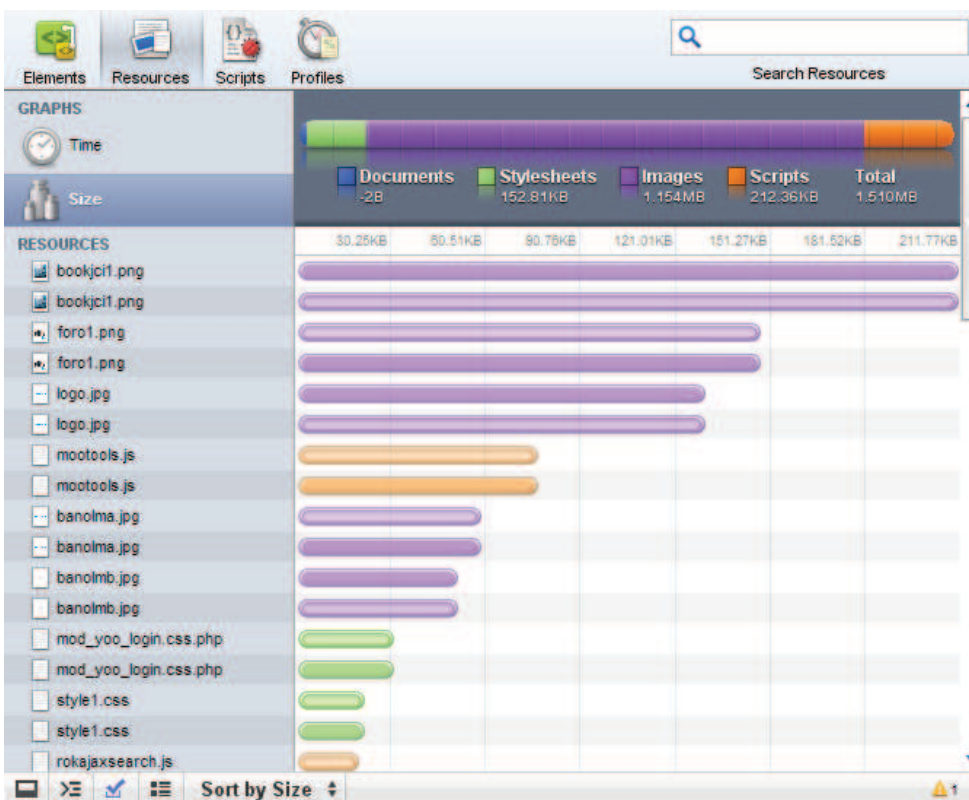 Elements Resources Scripts Profiles
Search Resources
GRAPHS
Time
Size
Documents Stylesheets Images Scripts Total
-2B 152.81KB 1.154MB 212.36KB 1.510MB
RESOURCES
30.25KB 60.51KB 90.76KB 121.01KB 151.27KB 181.52KB 211.77KB
bookjci1.png
bookjci1.png
foro1.png
foro1.png
logo.jpg
logo.jpg
mootools.js
mootools.js
banolma.jpg
banolma.jpg
banolmb.jpg
banolmb.jpg
mod_yoo_login.css.php
mod_yoo_login.css.php
style1.css
style1.css
rokajaxsearch.js
Sort by Size
1